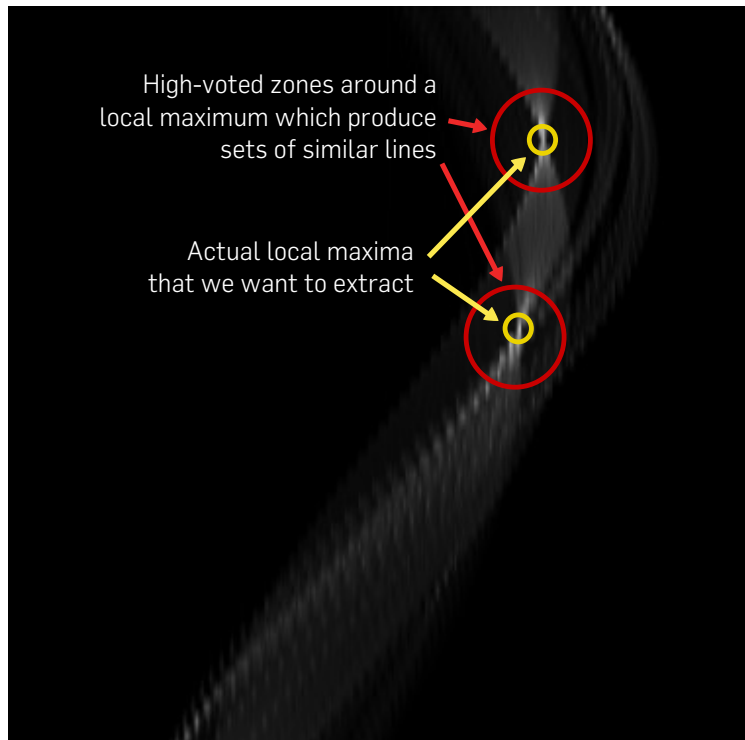 High-voted zones around a
local maximum which produce
sets of similar lines
Actual local maxima
that we want to extract